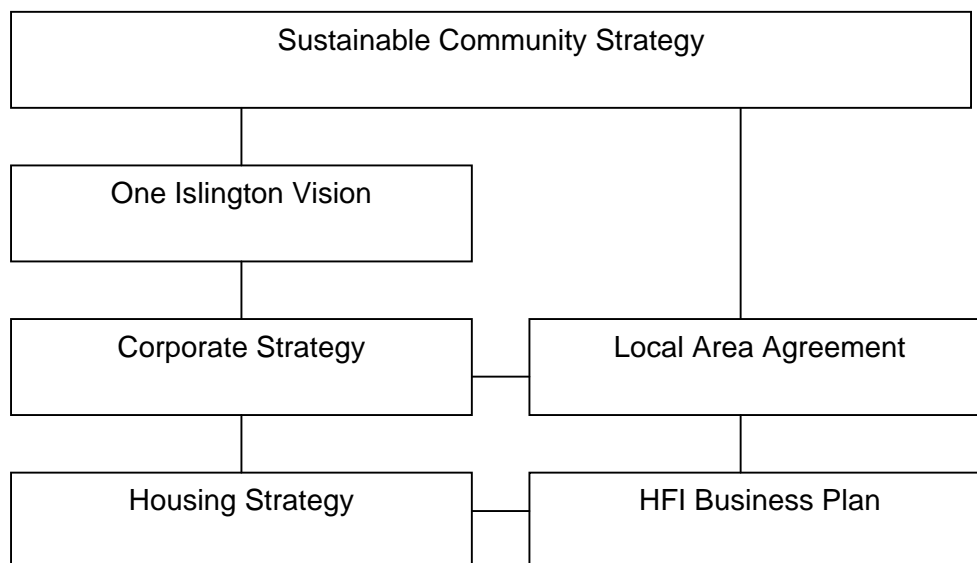 Sustainable Community Strategy
One Islington Vision
Corporate Strategy
Local Area Agreement
Housing Strategy
HFI Business Plan